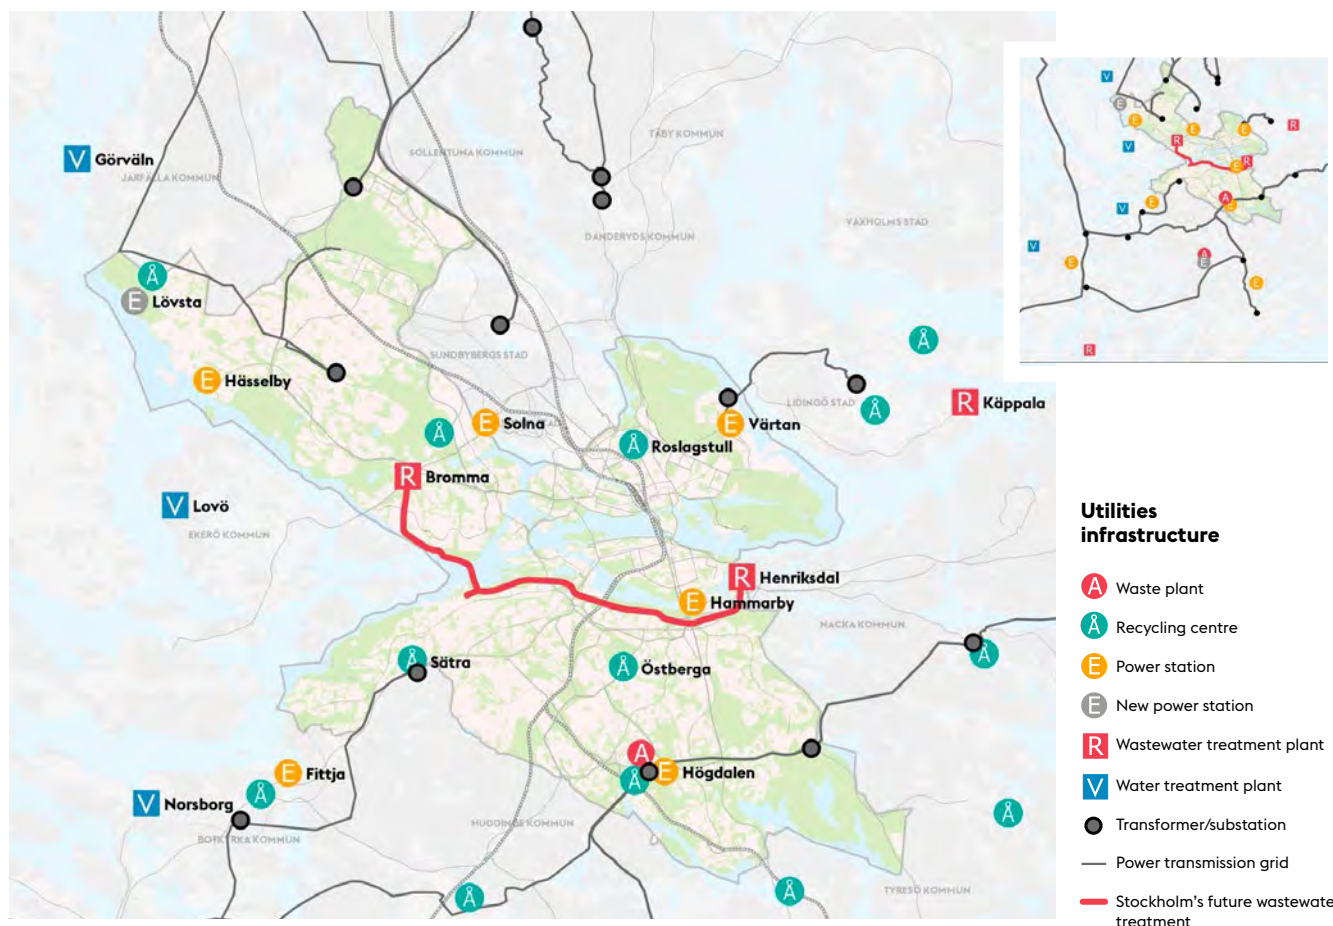 TÄBY KOMMUN
SOLLENTUNA KOMMUN
V Görväln
JÄRFÄLLA KOMMUN
VAXHOLMS STAD
DANDERYDS KOMMUN
Å
E Lövsta
SUNDBYBERGS STAD
Å
E Hässelby
LIDINGÖ STAD
R Käppala
Å
E Solna
E Värtan
Å
Å Roslagstull
R Bromma
V Lovö
EKERÖ KOMMUN
R Henriksdal
E Hammarby
NACKA KOMMUN
Å Sätra
Å Östberga
Å
A
E Högdalen
Å
E Fittja
Å
V Norsborg
BOTKYRKA KOMMUN
HUDDINGE KOMMUN
Å
TYRESÖ KOMMUN
Å
Å
V
E
E
E
E
R
R
V
R
E
E
V
A
E
V
E
A
E
E
R
Utilities
infrastructure
A Waste plant
Å Recycling centre
E Power station
E New power station
R Wastewater treatment plant
V Water treatment plant
Transformer/substation
Power transmission grid
Stockholm's future wastewate
treatment